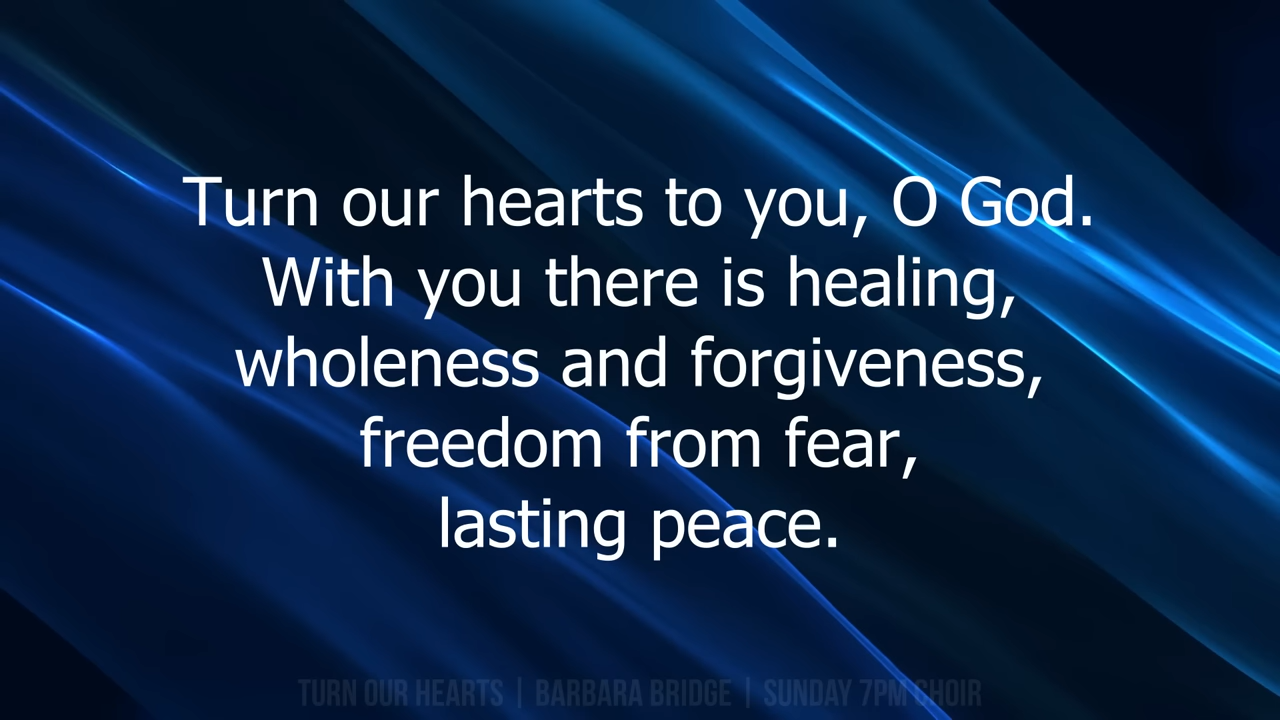 Turn our hearts to you, O God.
With you there is healing,
wholeness and forgiveness,
freedom from fear,
lasting peace.
TURN OUR HEARTS | BARBARA BRIDGE | SUNDAY 7PM CHOIR